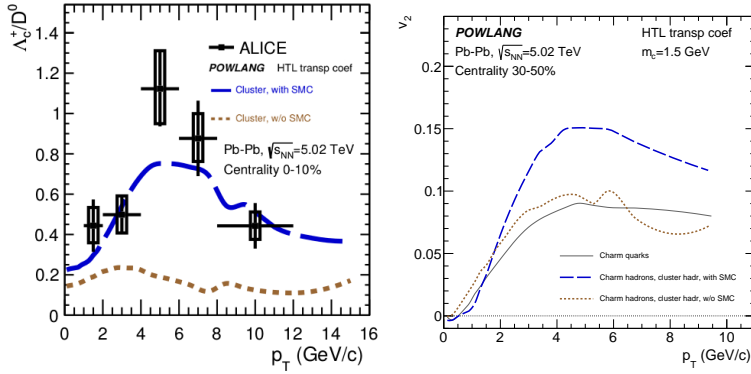 Λc+/D0
1.4
1.2
1
0.8
0.6
0.4
0.2
0
0 2 4 6 8 10 12 14 16
pT (GeV/c)
ALICE
POWLANG HTL transp coef
Cluster, with SMC
Cluster, w/o SMC
Pb-Pb, √sNN=5.02 TeV
Centrality 0-10%
v2
0.2
0.15
0.1
0.05
0
0 2 4 6 8 10
pT (GeV/c)
POWLANG HTL transp coef
Pb-Pb, √sNN=5.02 TeV mc=1.5 GeV
Centrality 30-50%
Charm quarks
Charm hadrons, cluster hadr, with SMC
Charm hadrons, cluster hadr, w/o SMC